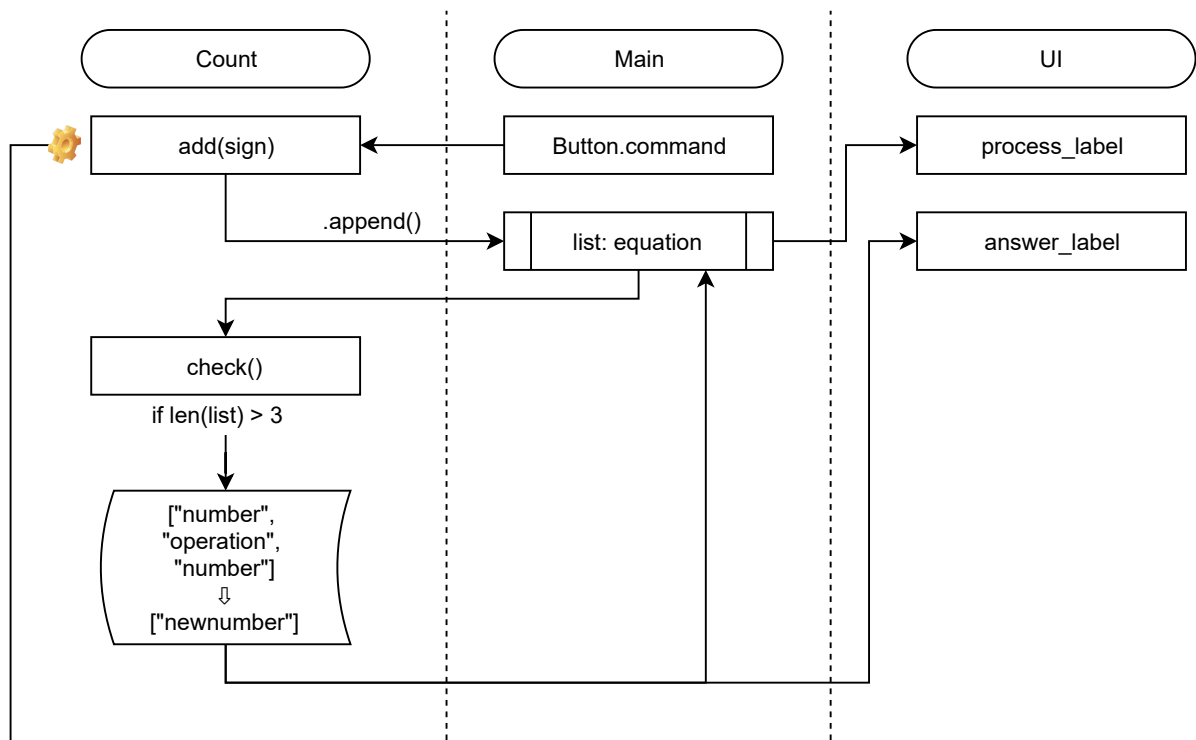 Count
Main
UI
add(sign)
Button.command
process_label
.append()
list: equation
answer_label
check()
if len(list) > 3
["number",
"operation",
"number"]
⇩
["newnumber"]